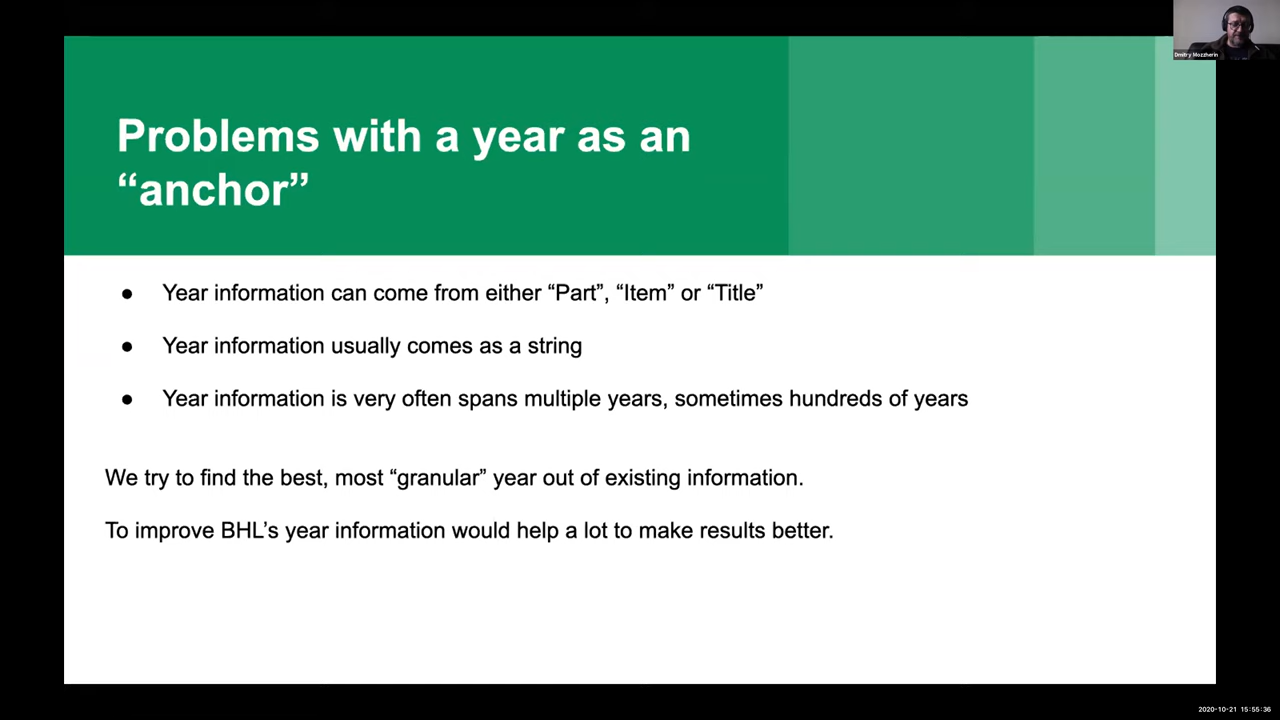 Dmitry Mozzherin
Problems with a year as an
“anchor”
● Year information can come from either “Part”, “Item” or “Title”
● Year information usually comes as a string
● Year information is very often spans multiple years, sometimes hundreds of years
We try to find the best, most “granular” year out of existing information.
To improve BHL’s year information would help a lot to make results better.
2020-10-21 15:55:36